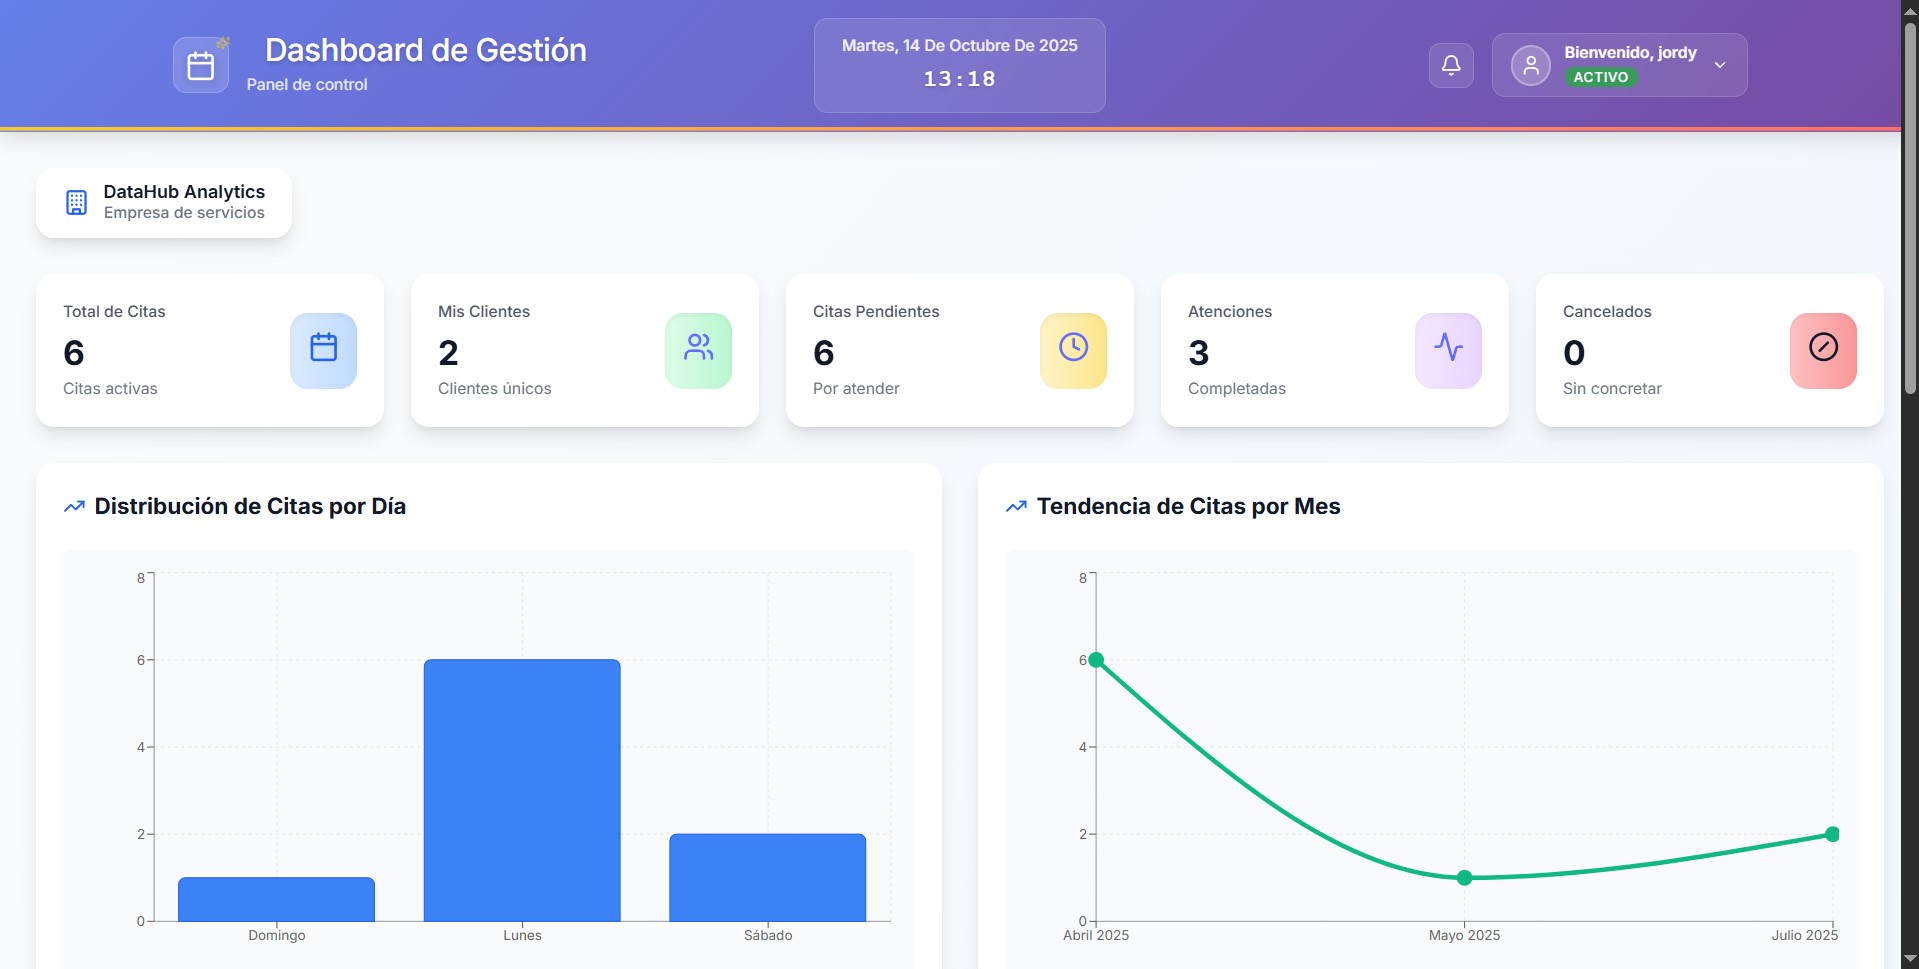 Dashboard de Gestión
Panel de control
Martes, 14 De Octubre De 2025
13:18
Bienvenido, jordy
ACTIVO
DataHub Analytics
Empresa de servicios
Total de Citas
6
Citas activas
Mis Clientes
2
Clientes únicos
Citas Pendientes
6
Por atender
Atenciones
3
Completadas
Cancelados
0
Sin concretar
Distribución de Citas por Día
8
6
4
2
0
Domingo
Lunes
Sábado
Tendencia de Citas por Mes
8
6
4
2
0
Abril 2025
Mayo 2025
Julio 2025